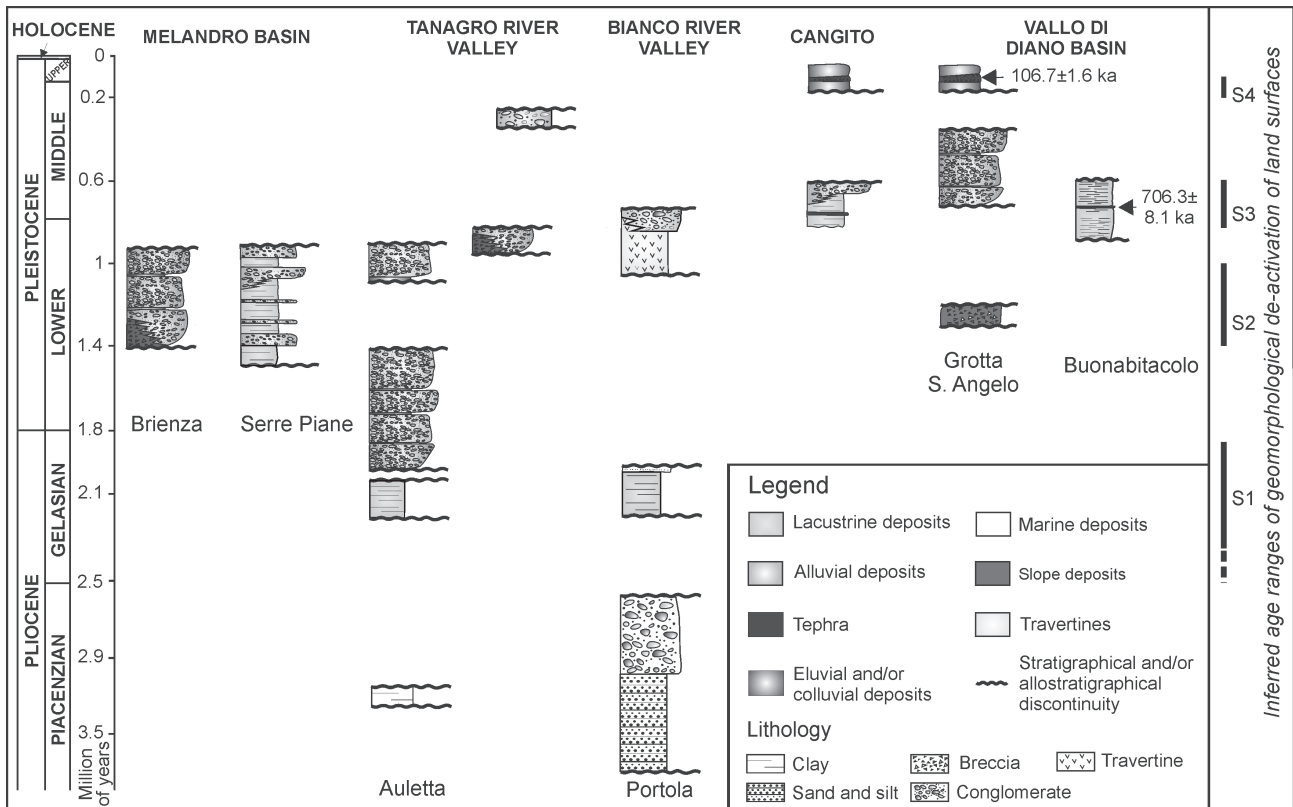 HOLOCENE
MELANDRO BASIN
TANAGRO RIVER
VALLEY
BIANCO RIVER
VALLEY
CANGITO
VALLO DI
DIANO BASIN
0
0.2
0.6
1
1.4
1.8
2.1
2.5
2.9
3.5
Million
of years
PLEISTOCENE
PLIOCENE
UPPER
MIDDLE
LOWER
GELASIAN
PIACENZIAN
106.7±1.6 ka
706.3±
8.1 ka
Brienza
Serre Piane
Auletta
Portola
Grotta
S. Angelo
Buonabitacolo
S4
S3
S2
S1
Inferred age ranges of geomorphological de-activation of land surfaces
Legend
Lacustrine deposits
Marine deposits
Alluvial deposits
Slope deposits
Tephra
Travertines
Eluvial and/or
colluvial deposits
Stratigraphical and/or
allostratigraphical
discontinuity
Lithology
Clay
Breccia
Travertine
Sand and silt
Conglomerate